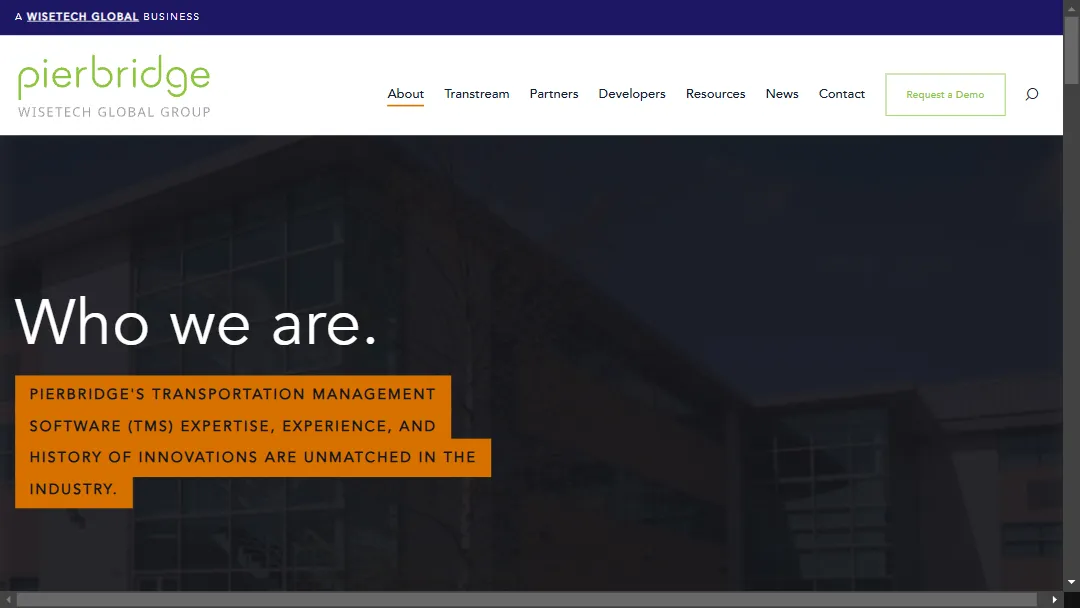 A WISETECH GLOBAL BUSINESS
pierbridge
WISETECH GLOBAL GROUP
About Transtream Partners Developers Resources News Contact Request a Demo
Who we are.
PIERBRIDGE'S TRANSPORTATION MANAGEMENT
SOFTWARE (TMS) EXPERTISE, EXPERIENCE, AND
HISTORY OF INNOVATIONS ARE UNMATCHED IN THE
INDUSTRY.